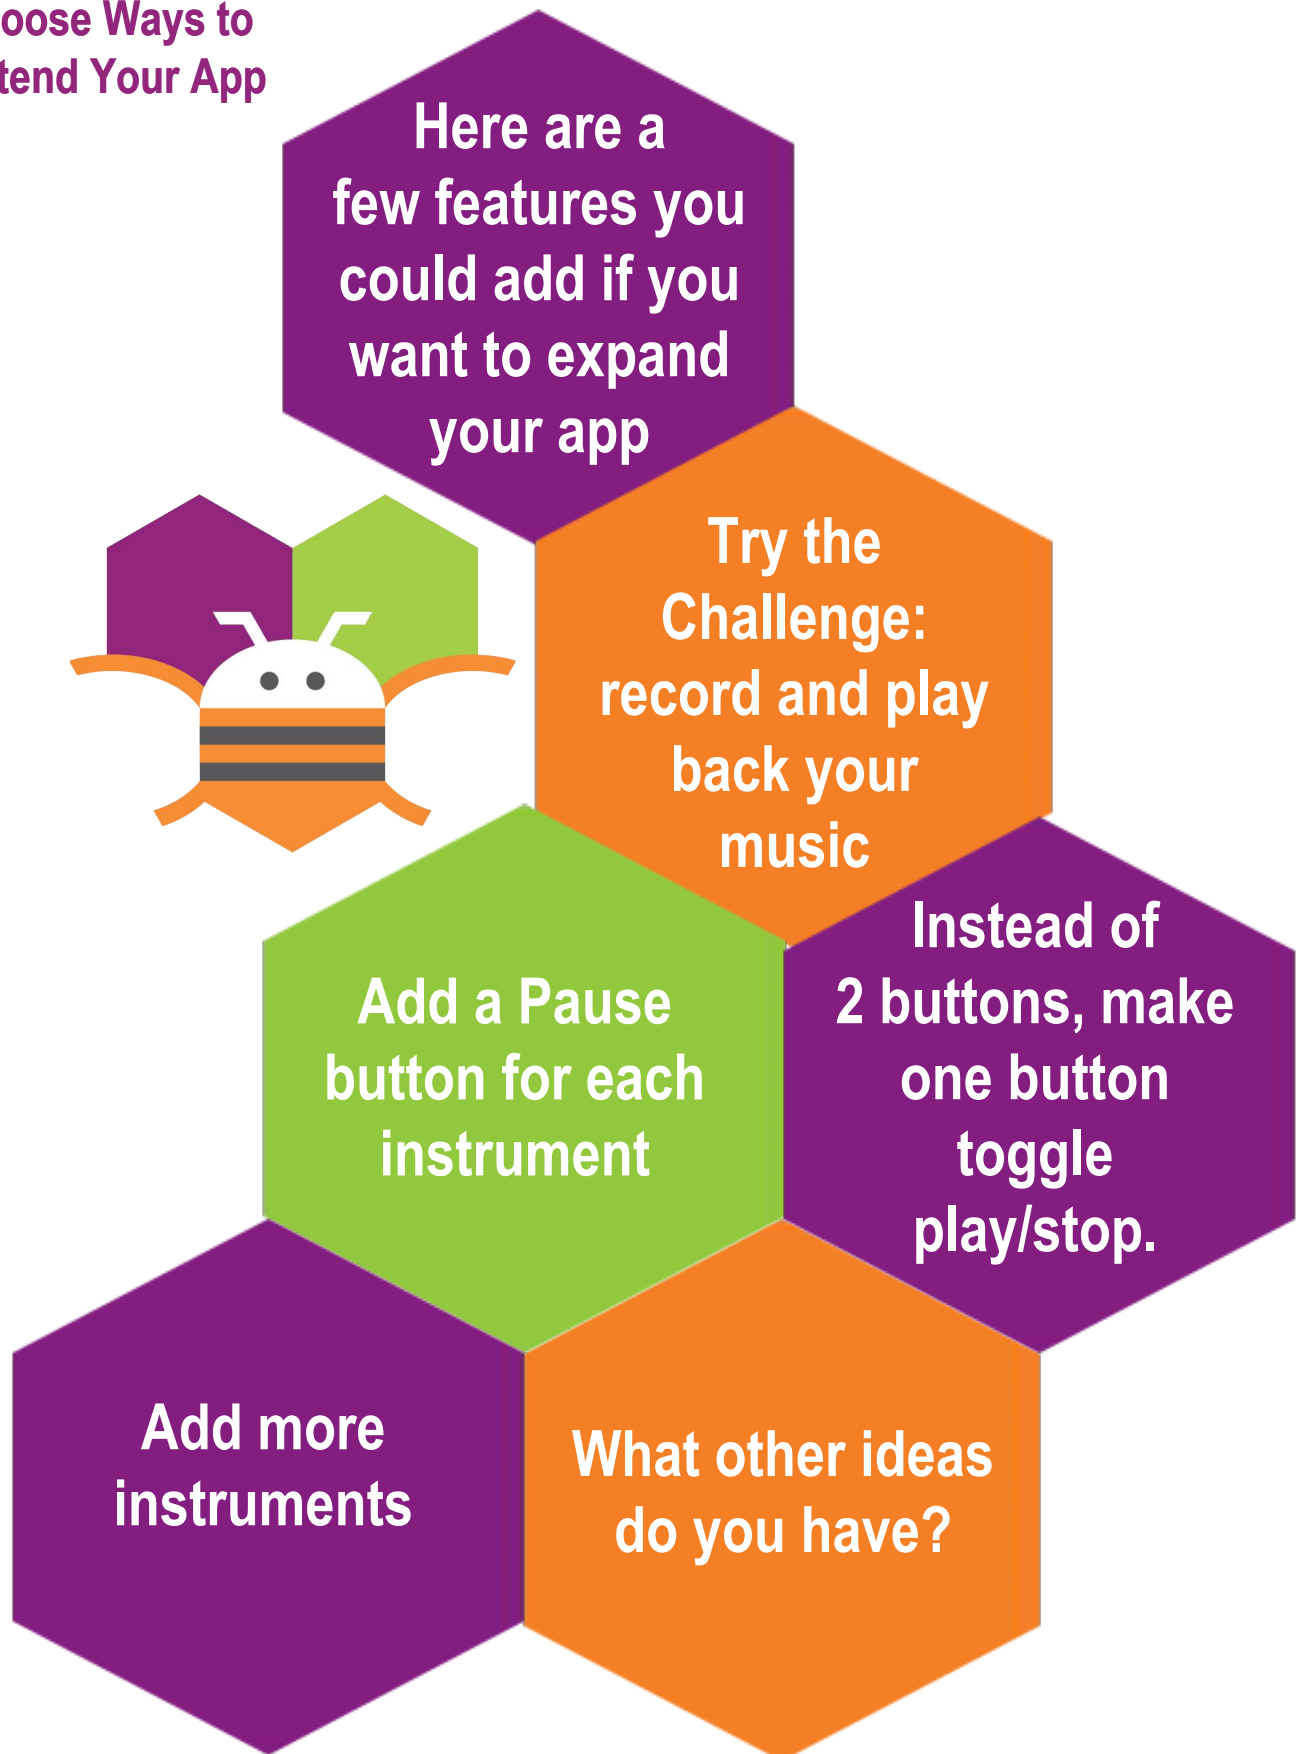 oose Ways to
tend Your App
Here are a
few features you
could add if you
want to expand
your app
Try the
Challenge:
record and play
back your
music
Add a Pause
button for each
instrument
Instead of
2 buttons, make
one button
toggle
play/stop.
Add more
instruments
What other ideas
do you have?